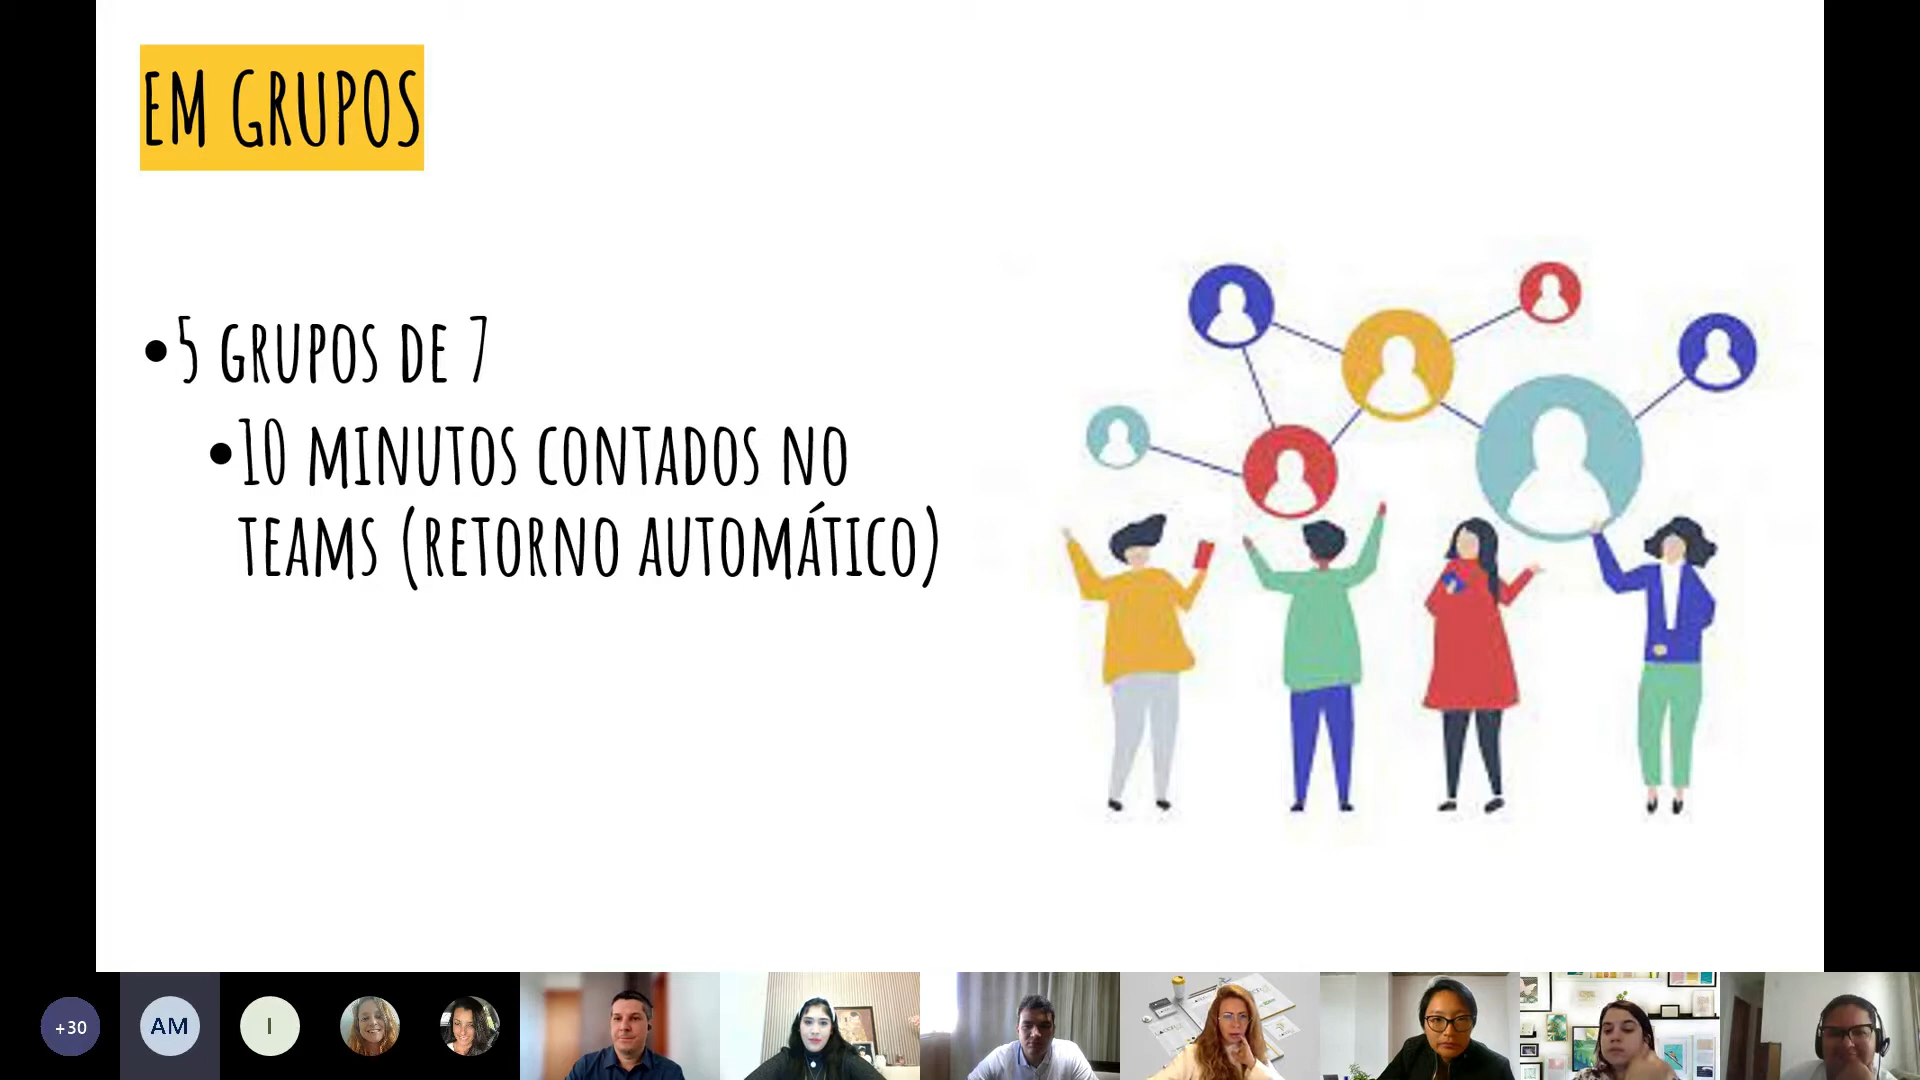 EM GRUPOS
•5 GRUPOS DE 7
•10 MINUTOS CONTADOS NO
TEAMS (RETORNO AUTOMÁTICO)
+30
AM
I